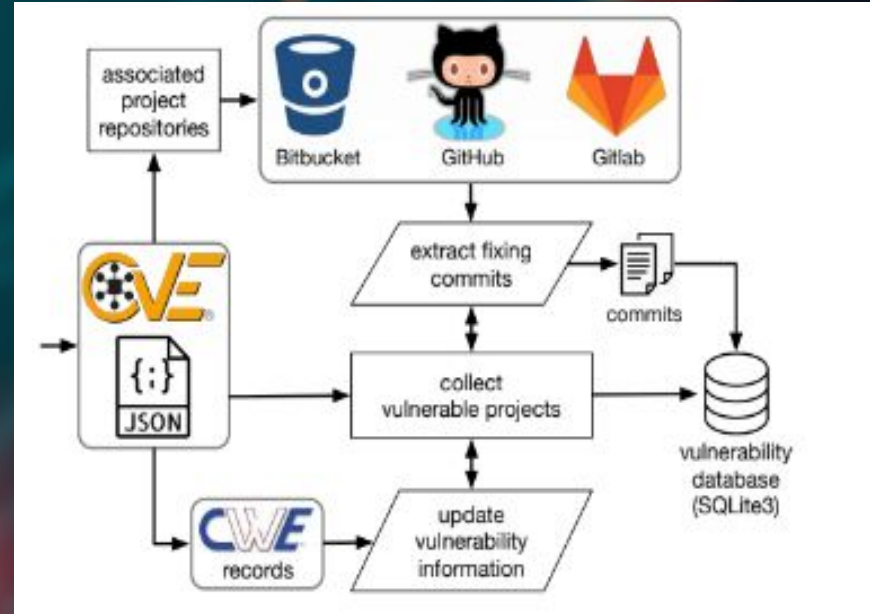 associated
project
repositories
Bitbucket
GitHub
Gitlab
CVE®
{;}
JSON
extract fixing
commits
commits
collect
vulnerable projects
vulnerability
database
(SQLite3)
CWE
records
update
vulnerability
information